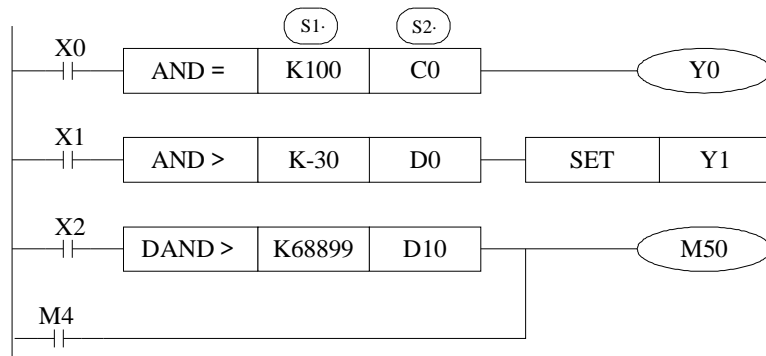 S1· S2·
X0
AND = K100 C0 Y0
X1
AND > K-30 D0 SET Y1
X2
DAND > K68899 D10 M50
M4